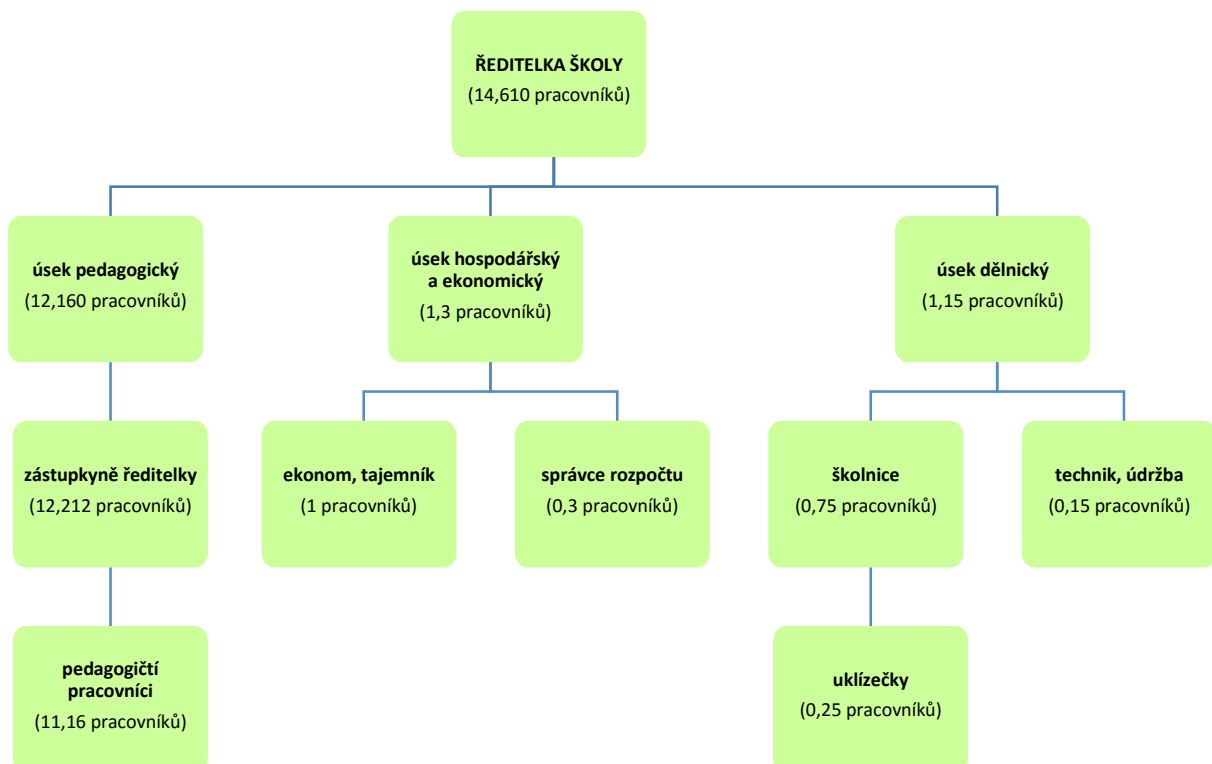 ŘEDITELKA ŠKOLY
(14,610 pracovníků)
úsek pedagogický
(12,160 pracovníků)
úsek hospodářský
a ekonomický
(1,3 pracovníků)
úsek dělnický
(1,15 pracovníků)
zástupkyně ředitelky
(12,212 pracovníků)
ekonom, tajemník
(1 pracovníků)
správce rozpočtu
(0,3 pracovníků)
školnice
(0,75 pracovníků)
technik, údržba
(0,15 pracovníků)
pedagogičtí
pracovníci
(11,16 pracovníků)
uklízečky
(0,25 pracovníků)